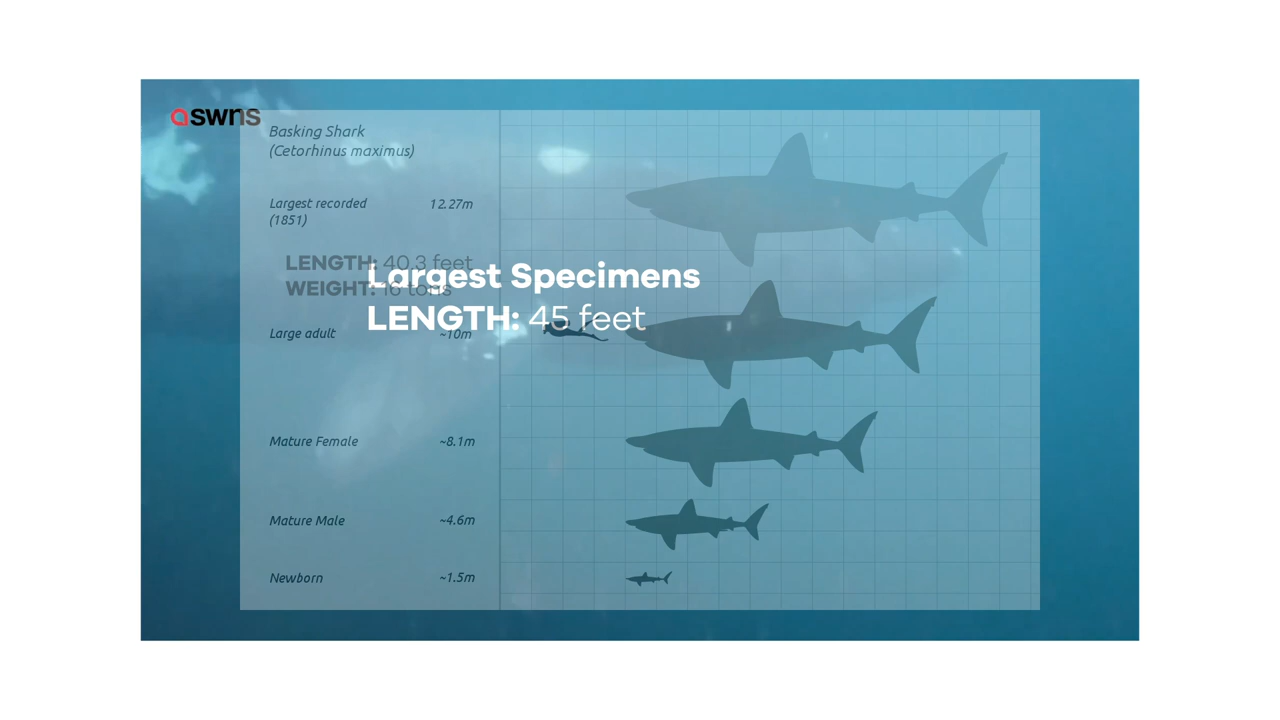 aswns
Basking Shark
(Cetorhinus maximus)
Largest recorded 12.27m
(1851)
LENGTH: 40.3 feet
WEIGHT: 16 tons
Largest Specimens
LENGTH: 45 feet
Large adult ~10m
Mature Female ~8.1m
Mature Male ~4.6m
Newborn ~1.5m